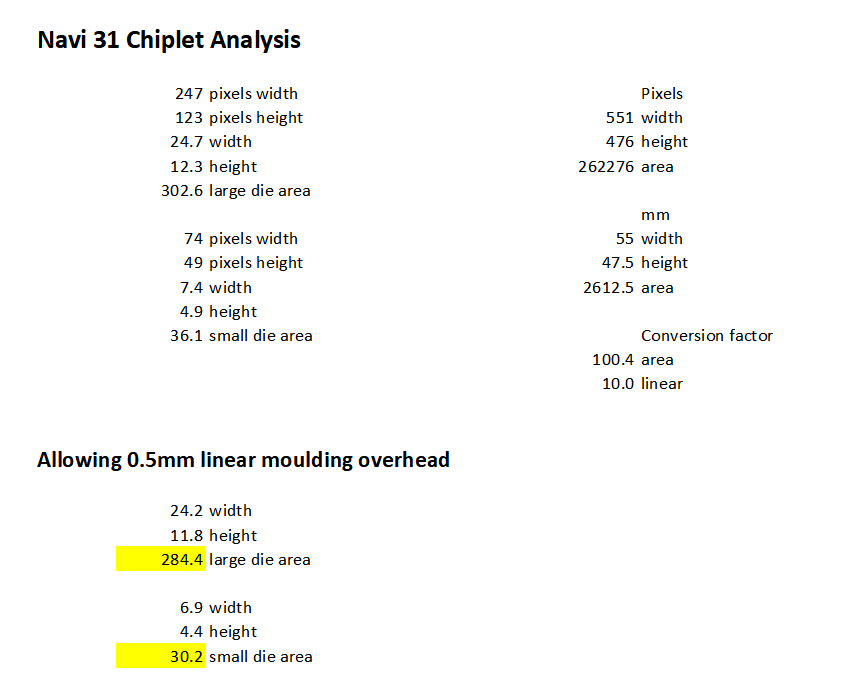 Navi 31 Chiplet Analysis
247 pixels width
123 pixels height
24.7 width
12.3 height
302.6 large die area
74 pixels width
49 pixels height
7.4 width
4.9 height
36.1 small die area
Pixels
551 width
476 height
262276 area
mm
55 width
47.5 height
2612.5 area
Conversion factor
100.4 area
10.0 linear
Allowing 0.5mm linear moulding overhead
24.2 width
11.8 height
284.4 large die area
6.9 width
4.4 height
30.2 small die area